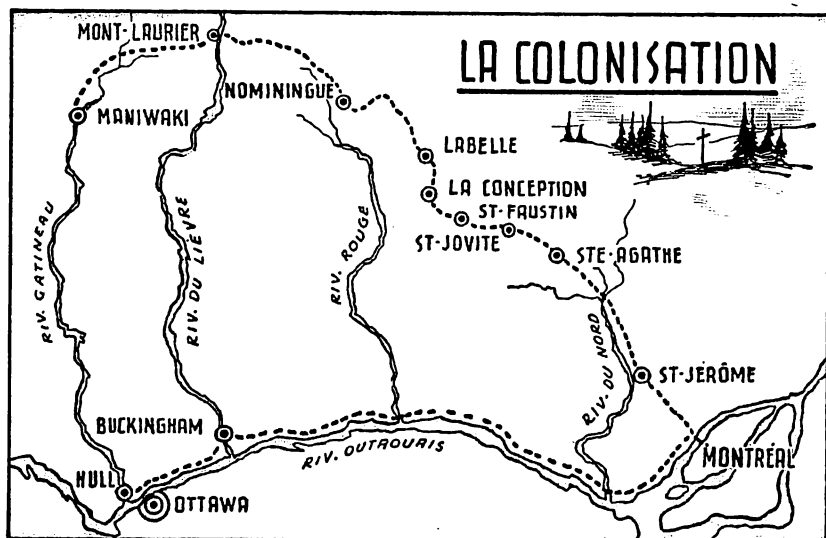 MONT-LAURIER
LA COLONISATION
NOMININGUE
MANIWAKI
LABELLE
LA CONCEPTION
ST-FAUSTIN
ST-JOVITE
STE-AGATHE
RIV. GATINEAU
RIV. DU LIÈVRE
RIV. ROUGE
RIV. DU NORD
ST-JÉRÔME
BUCKINGHAM
RIV. OUTAOUAIS
MONTRÉAL
HULL
OTTAWA